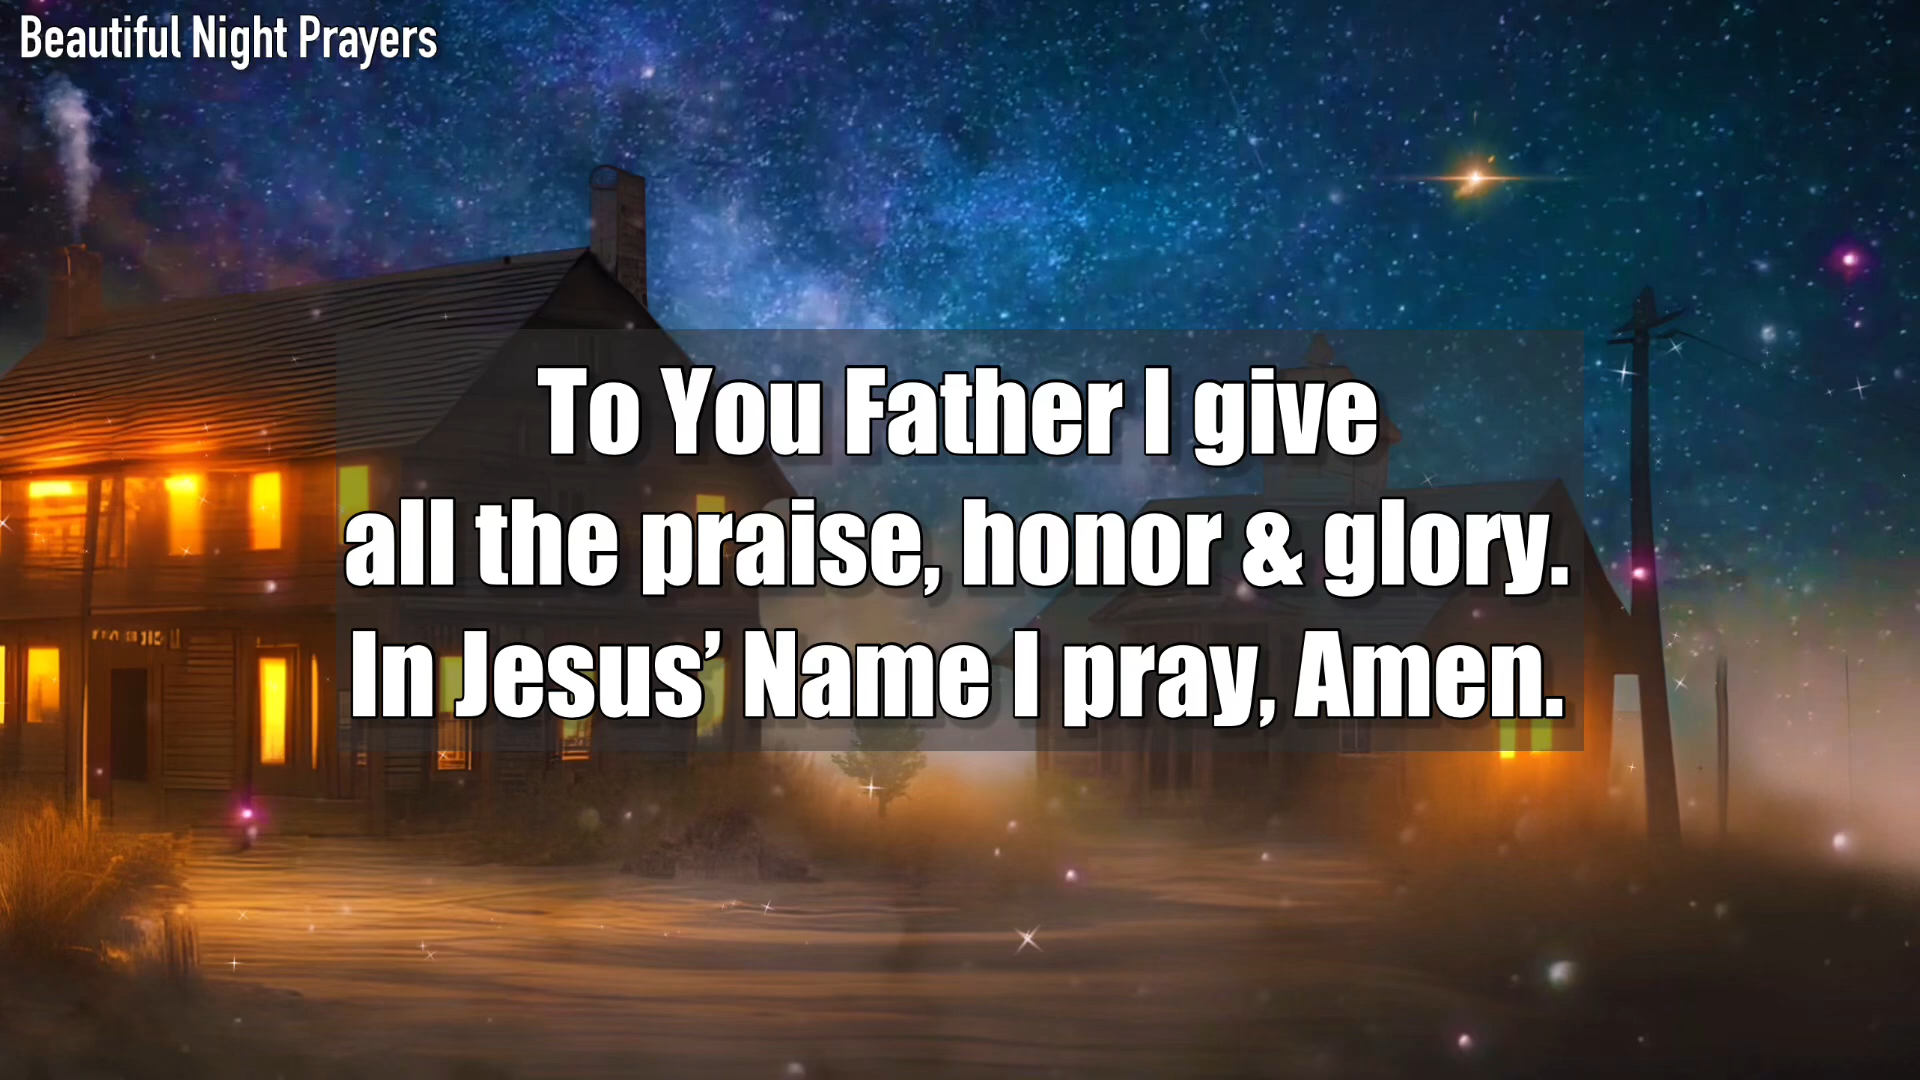 Beautiful Night Prayers
To You Father I give
all the praise, honor & glory.
In Jesus’ Name I pray, Amen.